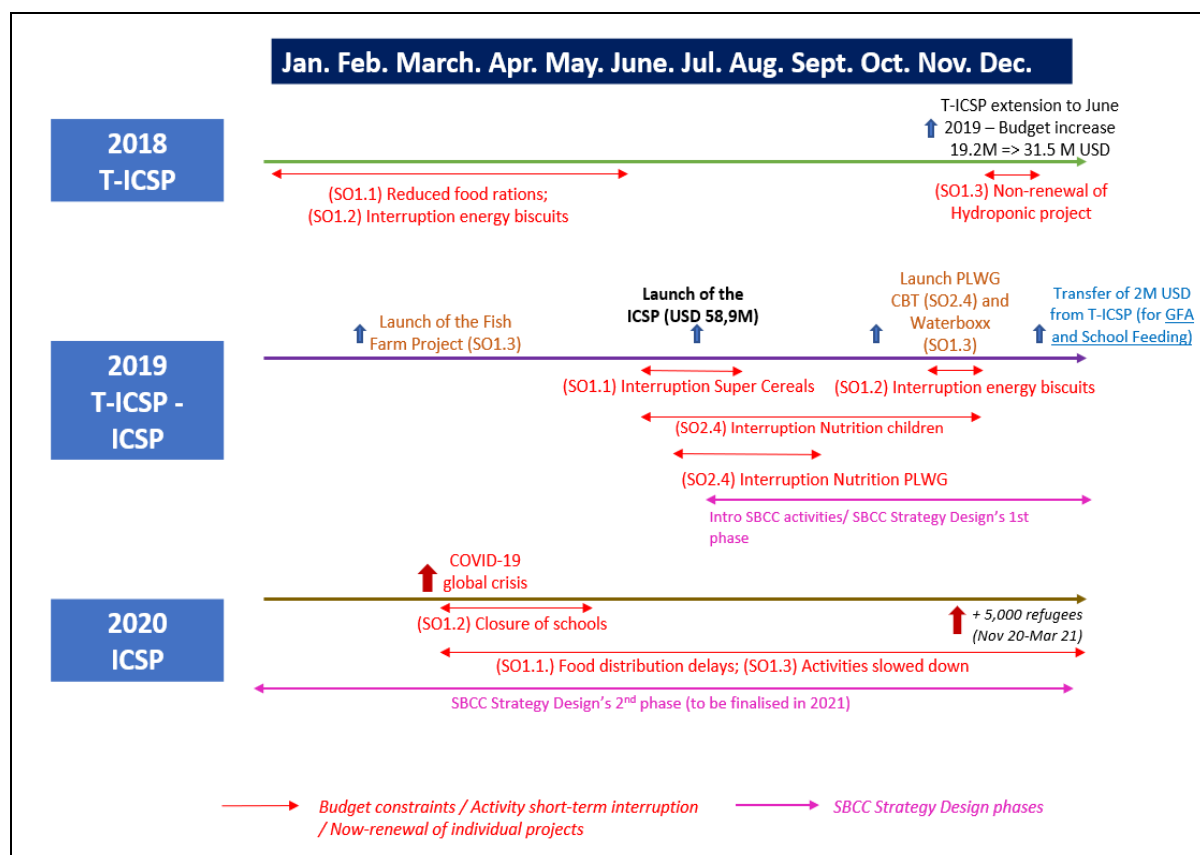 Jan. Feb. March. Apr. May. June. Jul. Aug. Sept. Oct. Nov. Dec.
2018
T-ICSP
T-ICSP extension to June
2019 – Budget increase
19.2M => 31.5 M USD
(SO1.1) Reduced food rations;
(SO1.2) Interruption energy biscuits
(SO1.3) Non-renewal of
Hydroponic project
2019
T-ICSP -
ICSP
Launch of the Fish
Farm Project (SO1.3)
Launch of the
ICSP (USD 58,9M)
Launch PLWG
CBT (SO2.4) and
Waterboxx
(SO1.3)
Transfer of 2M USD
from T-ICSP (for GFA
and School Feeding)
(SO1.1) Interruption Super Cereals
(SO1.2) Interruption energy biscuits
(SO2.4) Interruption Nutrition children
(SO2.4) Interruption Nutrition PLWG
Intro SBCC activities/ SBCC Strategy Design's 1st
phase
2020
ICSP
COVID-19
global crisis
(SO1.2) Closure of schools
+ 5,000 refugees
(Nov 20-Mar 21)
(SO1.1.) Food distribution delays; (SO1.3) Activities slowed down
SBCC Strategy Design's 2nd phase (to be finalised in 2021)
Budget constraints / Activity short-term interruption
/ Now-renewal of individual projects
SBCC Strategy Design phases